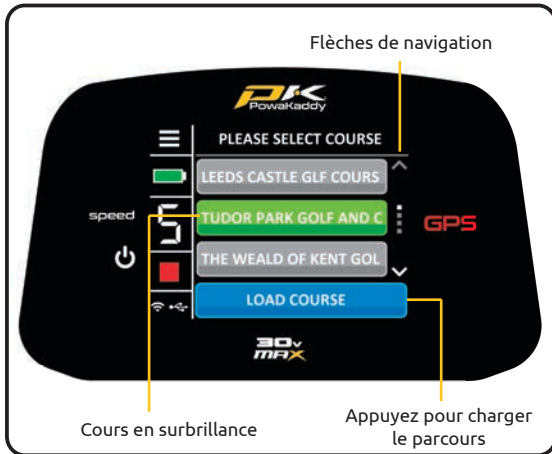 Flèches de navigation
PK
PowaKaddy
PLEASE SELECT COURSE
LEEDS CASTLE GLF COURS
speed
5
TUDOR PARK GOLF AND C
GPS
THE WEALD OF KENT GOL
LOAD COURSE
30v
MAX
Cours en surbrillance
Appuyez pour charger
le parcours